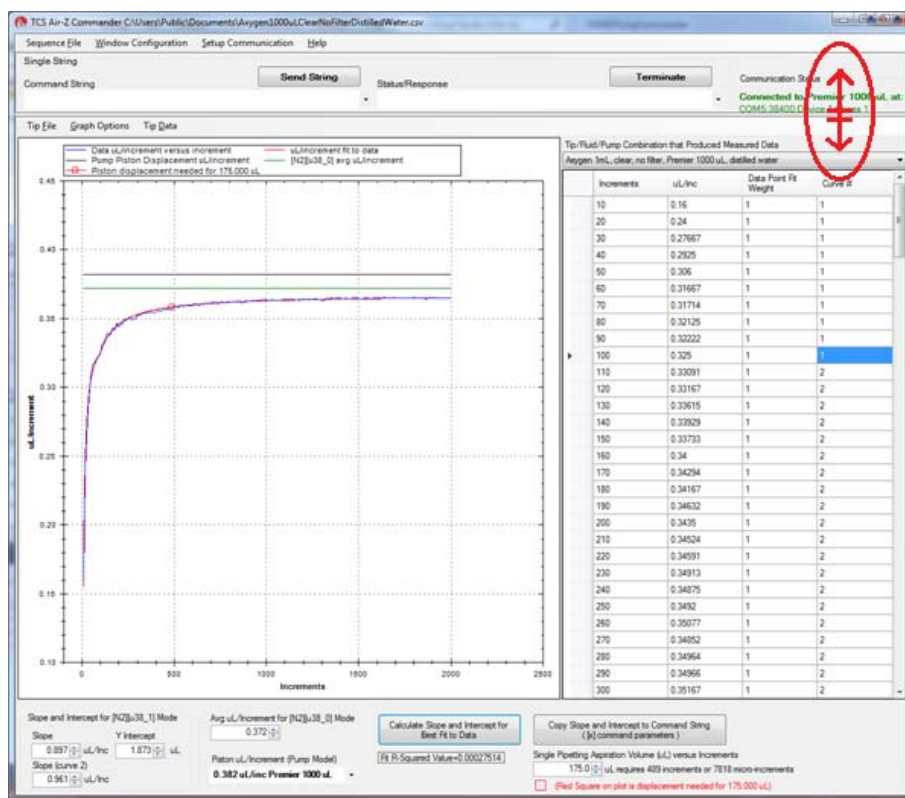 TCS Air-Z Commander C:\Users\Public\Documents\Axygen1000uLClearNoFilterDistilledWater.csv
Sequence File Window Configuration Setup Communication Help
Single String
Command String
Send String
Status/Response
Terminate
Communication Status
Connected to Premier 1000 uL at:
COM5:38400:Device Address 1
Tip File Graph Options Tip Data
Data uL/Increment versus Increment
uL/Increment fit to data
Pump Piston Displacement uL/Increment
[N2][u38_0] avg uL/Increment
Piston displacement needed for 175.000 uL
0.45
0.40
0.35
0.30
0.25
0.20
0.15
0.10
uL/Increment
0 500 1000 1500 2000 2500
Increments
Tip/Fluid/Pump Combination that Produced Measured Data
Axygen 1mL, clear, no filter, Premier 1000 uL, distilled water
Increments uL/Inc Data Point Fit Weight Curve #
10 0.16 1 1
20 0.24 1 1
30 0.27667 1 1
40 0.2925 1 1
50 0.306 1 1
60 0.31667 1 1
70 0.31714 1 1
80 0.32125 1 1
90 0.32222 1 1
100 0.325 1 1
110 0.33091 1 2
120 0.33167 1 2
130 0.33615 1 2
140 0.33929 1 2
150 0.33733 1 2
160 0.34 1 2
170 0.34294 1 2
180 0.34167 1 2
190 0.34632 1 2
200 0.3435 1 2
210 0.34524 1 2
220 0.34591 1 2
230 0.34913 1 2
240 0.34875 1 2
250 0.3492 1 2
260 0.35077 1 2
270 0.34852 1 2
280 0.34964 1 2
290 0.34966 1 2
300 0.35167 1 2
Slope and Intercept for [N2][u38_1] Mode
Slope Y Intercept
0.897 uL/Inc 1.873 uL
Slope (curve 2)
0.961 uL/Inc
Avg uL/Increment for [N2][u38_0] Mode
0.372
Piston uL/Increment (Pump Model)
0.382 uL/inc Premier 1000 uL
Calculate Slope and Intercept for
Best Fit to Data
Fit R-Squared Value=0.00027514
Copy Slope and Intercept to Command String
( [x] command parameters )
Single Pipetting Aspiration Volume (uL) versus Increments
175.0 uL requires 489 increments or 7818 micro-increments
(Red Square on plot is displacement needed for 175.000 uL)